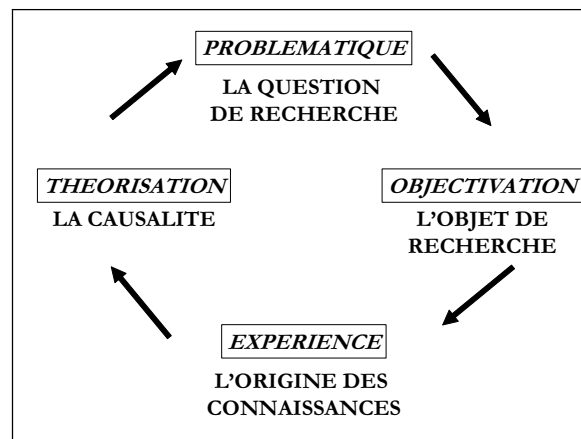 PROBLEMATIQUE
LA QUESTION
DE RECHERCHE
THEORISATION
LA CAUSALITE
OBJECTIVATION
L'OBJET DE
RECHERCHE
EXPERIENCE
L'ORIGINE DES
CONNAISSANCES